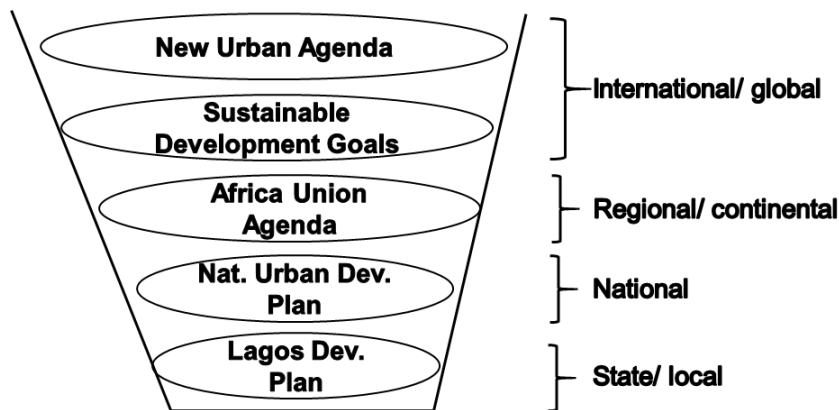 New Urban Agenda
Sustainable
Development Goals
Africa Union
Agenda
Nat. Urban Dev.
Plan
Lagos Dev.
Plan
International/ global
Regional/ continental
National
State/ local